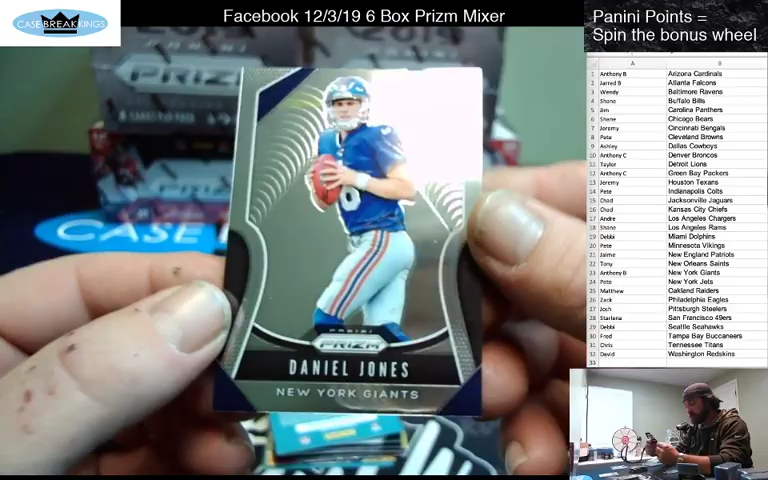 Facebook 12/3/19 6 Box Prizm Mixer
CASE BREAK KINGS
Panini Points =
Spin the bonus wheel
PRIZM
CASE B
PANINI
PRIZM
DANIEL JONES
NEW YORK GIANTS
A B
1 Anthony B Arizona Cardinals
2 Jarred B Atlanta Falcons
3 Wendy Baltimore Ravens
4 Shane Buffalo Bills
5 Jim Carolina Panthers
6 Shane Chicago Bears
7 Jeremy Cincinnati Bengals
8 Pete Cleveland Browns
9 Ashley Dallas Cowboys
10 Anthony C Denver Broncos
11 Taylor Detroit Lions
12 Anthony C Green Bay Packers
13 Jeremy Houston Texans
14 Pete Indianapolis Colts
15 Chad Jacksonville Jaguars
16 Chad Kansas City Chiefs
17 Andre Los Angeles Chargers
18 Shane Los Angeles Rams
19 Debbi Miami Dolphins
20 Pete Minnesota Vikings
21 Jaime New England Patriots
22 Tony New Orleans Saints
23 Anthony B New York Giants
24 Pete New York Jets
25 Matthew Oakland Raiders
26 Zack Philadelphia Eagles
27 Josh Pittsburgh Steelers
28 Starlena San Francisco 49ers
29 Debbi Seattle Seahawks
30 Fred Tampa Bay Buccaneers
31 Chris Tennessee Titans
32 David Washington Redskins
33